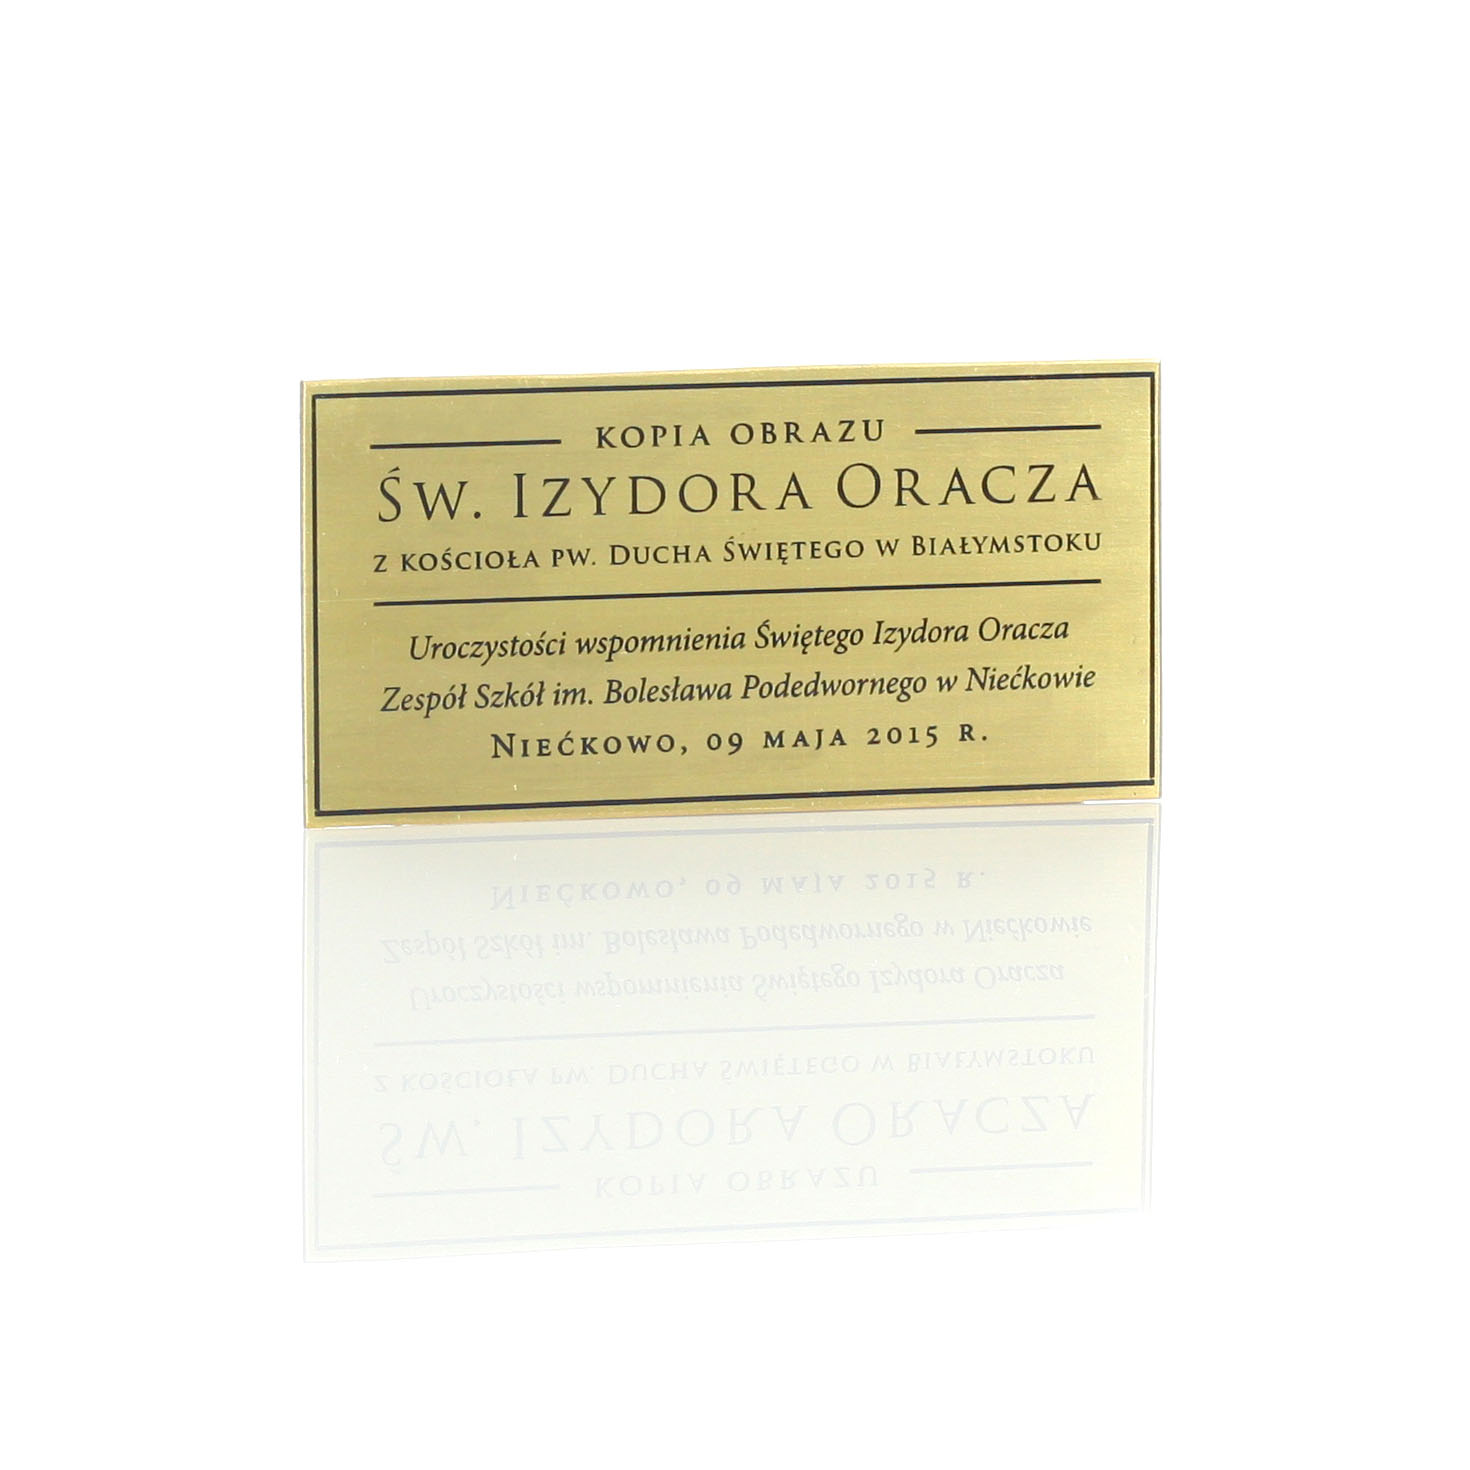 KOPIA OBRAZU
ŚW. IZYDORA ORACZA
Z KOŚCIOŁA PW. DUCHA ŚWIĘTEGO W BIAŁYMSTOKU
Uroczystości wspomnienia Świętego Izydora Oracza
Zespół Szkół im. Bolesława Podedwornego w Niećkowie
NIEĆKOWO, 09 MAJA 2015 R.